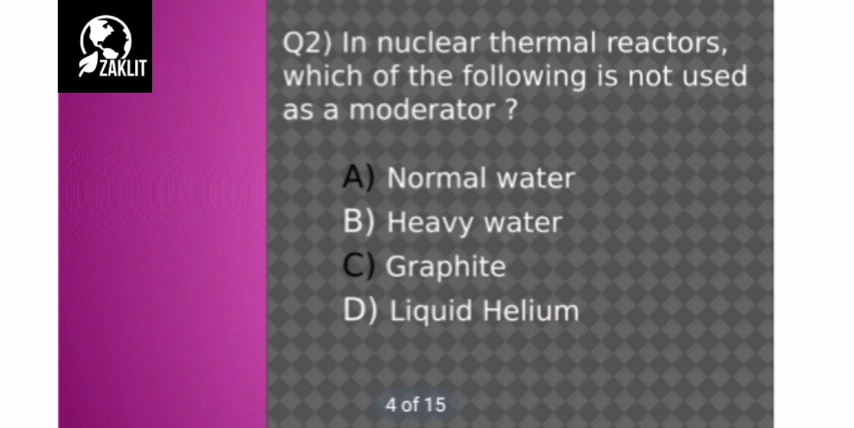 ZAKLIT
Q2) In nuclear thermal reactors,
which of the following is not used
as a moderator ?
A) Normal water
B) Heavy water
C) Graphite
D) Liquid Helium
4 of 15